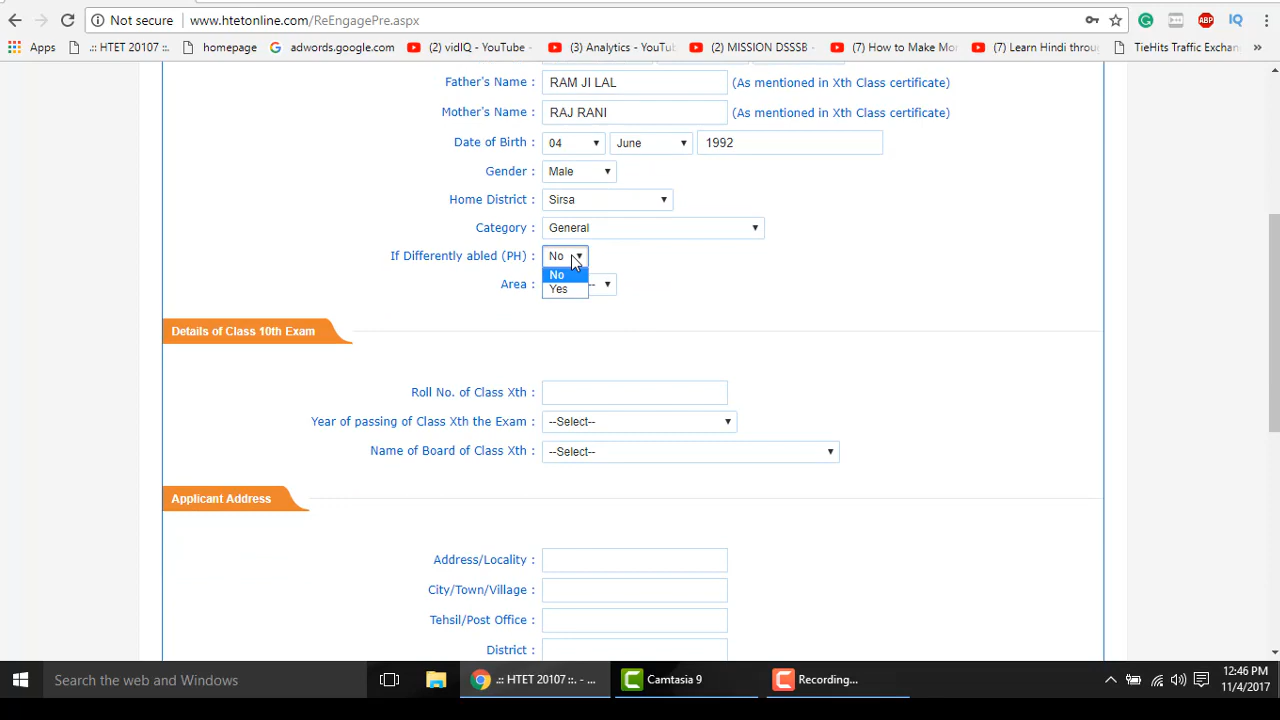 Not secure www.htetonline.com/ReEngagePre.aspx
Apps .:: HTET 20107 ::. homepage adwords.google.com (2) vidIQ - YouTube (3) Analytics - YouTu (2) MISSION DSSSB - (7) How to Make Mor (7) Learn Hindi throu TieHits Traffic Exchan »
Father's Name : RAM JI LAL (As mentioned in Xth Class certificate)
Mother's Name : RAJ RANI (As mentioned in Xth Class certificate)
Date of Birth : 04 June 1992
Gender : Male
Home District : Sirsa
Category : General
If Differently abled (PH) : No
No
Area : --
Yes
Details of Class 10th Exam
Roll No. of Class Xth :
Year of passing of Class Xth the Exam : --Select--
Name of Board of Class Xth : --Select--
Applicant Address
Address/Locality :
City/Town/Village :
Tehsil/Post Office :
District :
Search the web and Windows .:: HTET 20107 ::. - ... Camtasia 9 Recording... 12:46 PM
11/4/2017